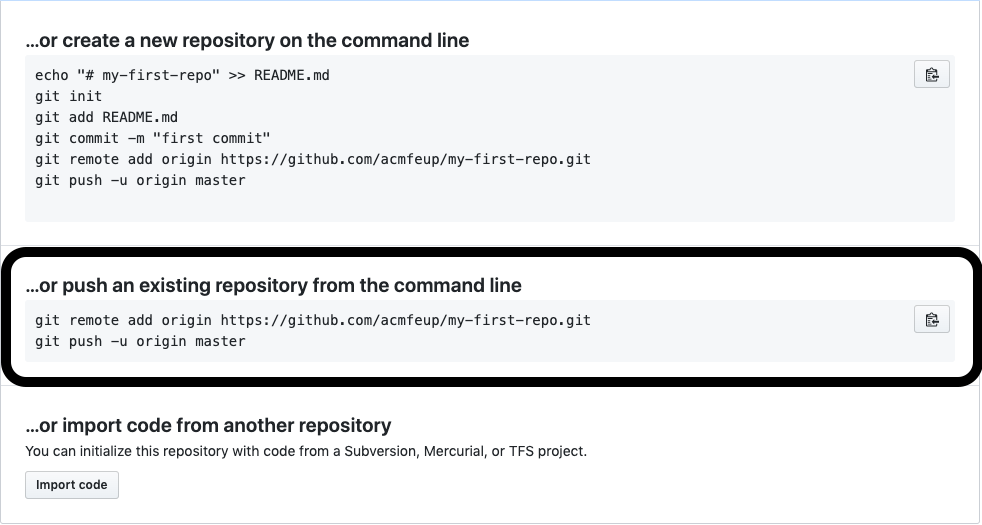 ...or create a new repository on the command line
echo "# my-first-repo" >> README.md
git init
git add README.md
git commit -m "first commit"
git remote add origin https://github.com/acmfeup/my-first-repo.git
git push -u origin master
...or push an existing repository from the command line
git remote add origin https://github.com/acmfeup/my-first-repo.git
git push -u origin master
...or import code from another repository
You can initialize this repository with code from a Subversion, Mercurial, or TFS project.
Import code